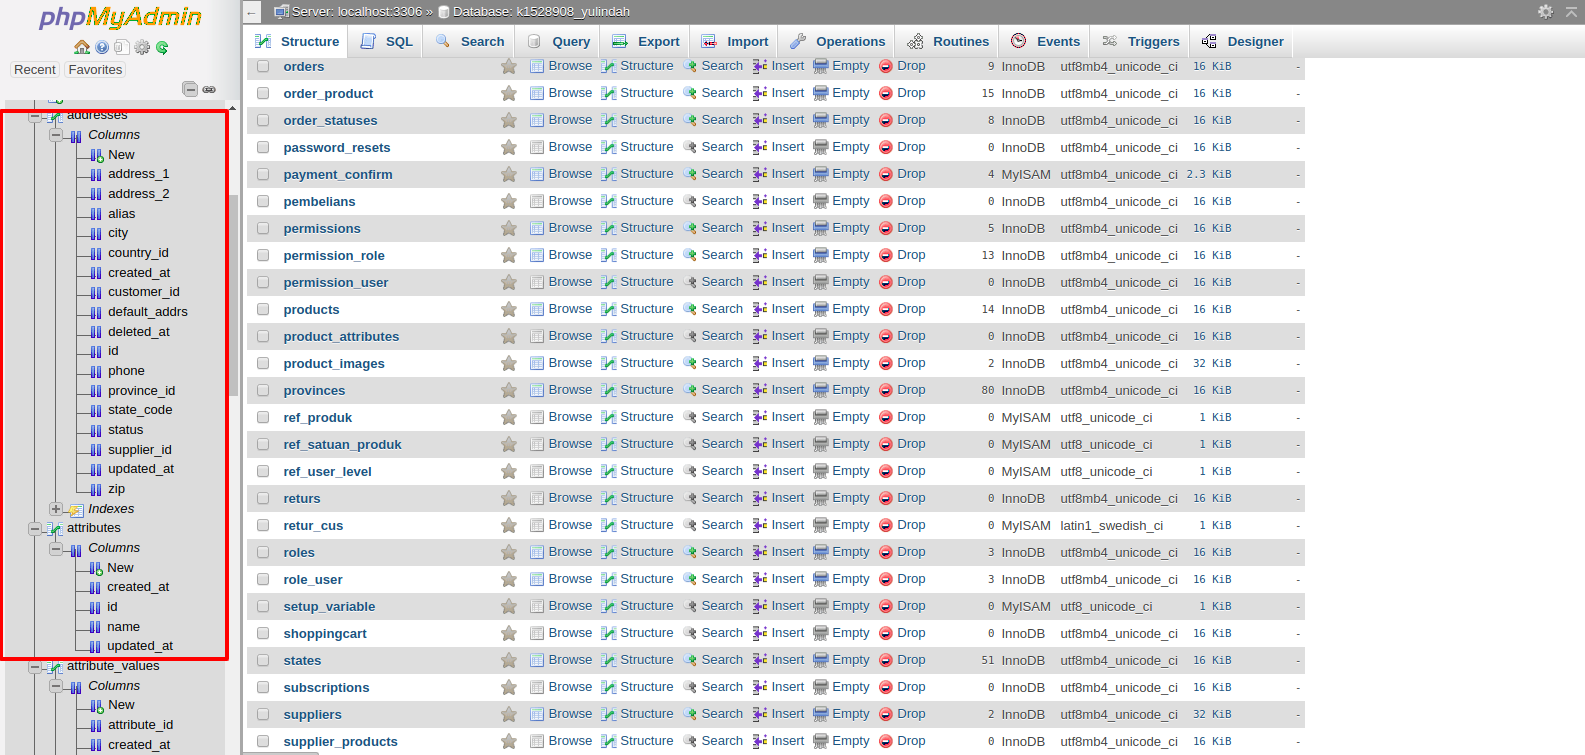 phpMyAdmin
Recent Favorites
addresses
Columns
New
address_1
address_2
alias
city
country_id
created_at
customer_id
default_addrs
deleted_at
id
phone
province_id
state_code
status
supplier_id
updated_at
zip
Indexes
attributes
Columns
New
created_at
id
name
updated_at
attribute_values
Columns
New
attribute_id
created_at
Server: localhost:3306 » Database: k1528908_yulindah
Structure SQL Search Query Export Import Operations Routines Events Triggers Designer
orders Browse Structure Search Insert Empty Drop 9 InnoDB utf8mb4_unicode_ci 16 KiB -
order_product Browse Structure Search Insert Empty Drop 15 InnoDB utf8mb4_unicode_ci 16 KiB -
order_statuses Browse Structure Search Insert Empty Drop 8 InnoDB utf8mb4_unicode_ci 16 KiB -
password_resets Browse Structure Search Insert Empty Drop 0 InnoDB utf8mb4_unicode_ci 16 KiB -
payment_confirm Browse Structure Search Insert Empty Drop 4 MyISAM utf8mb4_unicode_ci 2.3 KiB -
pembelians Browse Structure Search Insert Empty Drop 0 InnoDB utf8mb4_unicode_ci 16 KiB -
permissions Browse Structure Search Insert Empty Drop 5 InnoDB utf8mb4_unicode_ci 16 KiB -
permission_role Browse Structure Search Insert Empty Drop 13 InnoDB utf8mb4_unicode_ci 16 KiB -
permission_user Browse Structure Search Insert Empty Drop 0 InnoDB utf8mb4_unicode_ci 16 KiB -
products Browse Structure Search Insert Empty Drop 14 InnoDB utf8mb4_unicode_ci 16 KiB -
product_attributes Browse Structure Search Insert Empty Drop 0 InnoDB utf8mb4_unicode_ci 16 KiB -
product_images Browse Structure Search Insert Empty Drop 2 InnoDB utf8mb4_unicode_ci 32 KiB -
provinces Browse Structure Search Insert Empty Drop 80 InnoDB utf8mb4_unicode_ci 16 KiB -
ref_produk Browse Structure Search Insert Empty Drop 0 MyISAM utf8_unicode_ci 1 KiB -
ref_satuan_produk Browse Structure Search Insert Empty Drop 0 MyISAM utf8_unicode_ci 1 KiB -
ref_user_level Browse Structure Search Insert Empty Drop 0 MyISAM utf8_unicode_ci 1 KiB -
returs Browse Structure Search Insert Empty Drop 0 InnoDB utf8mb4_unicode_ci 16 KiB -
retur_cus Browse Structure Search Insert Empty Drop 0 MyISAM latin1_swedish_ci 1 KiB -
roles Browse Structure Search Insert Empty Drop 3 InnoDB utf8mb4_unicode_ci 16 KiB -
role_user Browse Structure Search Insert Empty Drop 3 InnoDB utf8mb4_unicode_ci 16 KiB -
setup_variable Browse Structure Search Insert Empty Drop 0 MyISAM utf8_unicode_ci 1 KiB -
shoppingcart Browse Structure Search Insert Empty Drop 0 InnoDB utf8mb4_unicode_ci 16 KiB -
states Browse Structure Search Insert Empty Drop 51 InnoDB utf8mb4_unicode_ci 16 KiB -
subscriptions Browse Structure Search Insert Empty Drop 0 InnoDB utf8mb4_unicode_ci 16 KiB -
suppliers Browse Structure Search Insert Empty Drop 2 InnoDB utf8mb4_unicode_ci 32 KiB -
supplier_products Browse Structure Search Insert Empty Drop 0 InnoDB utf8mb4_unicode_ci 16 KiB -